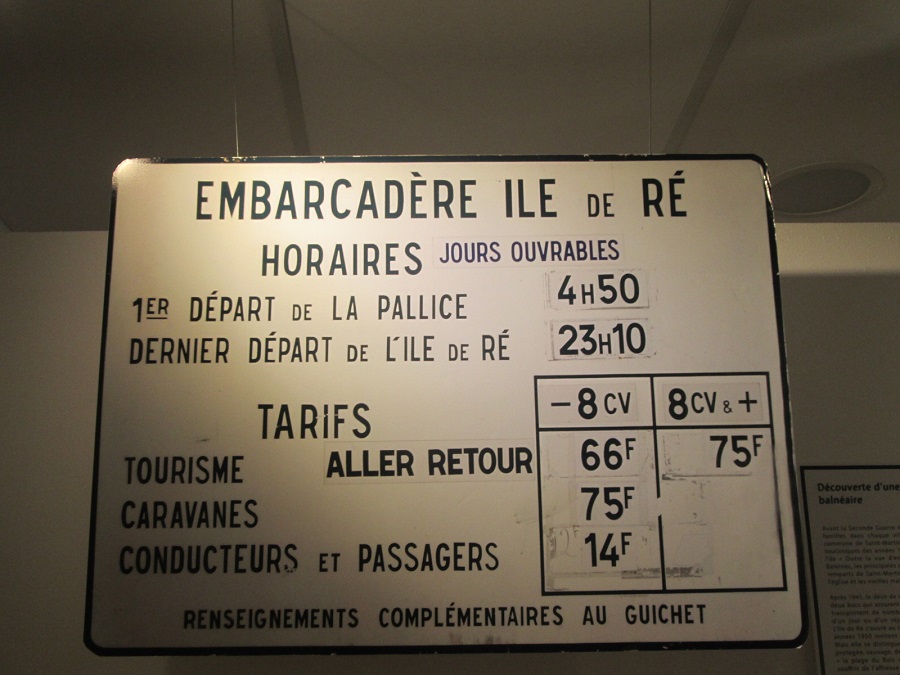 EMBARCADÈRE ILE DE RÉ
HORAIRES JOURS OUVRABLES
1ER DÉPART DE LA PALLICE 4H50
DERNIER DÉPART DE L'ILE DE RÉ 23H10
TARIFS -8CV 8CV & +
TOURISME ALLER RETOUR 66F 75F
CARAVANES 75F
CONDUCTEURS ET PASSAGERS 14F
RENSEIGNEMENTS COMPLÉMENTAIRES AU GUICHET
Découverte d'une
balnéaire